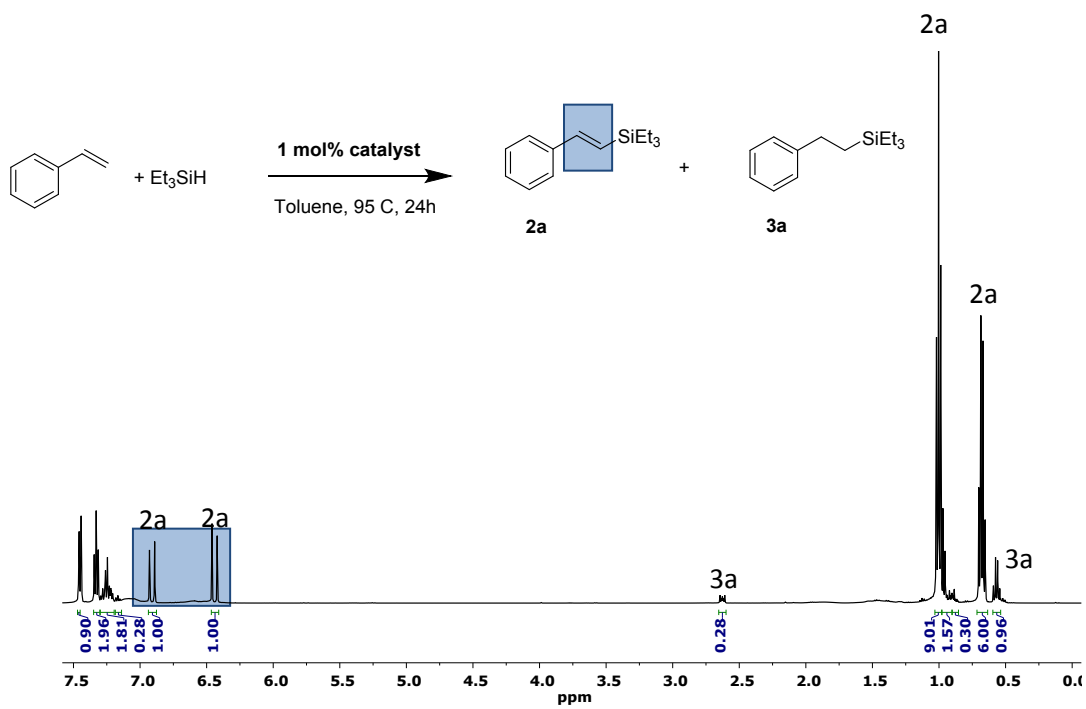 2a
1 mol% catalyst
SiEt3
SiEt3
+ Et3SiH
+
Toluene, 95 C, 24h
2a
3a
2a
2a
2a
3a
3a
0.90
1.96
1.81
0.28
1.00
1.00
0.28
9.01
1.57
0.30
6.00
0.96
7.5 7.0 6.5 6.0 5.5 5.0 4.5 4.0 3.5 3.0 2.5 2.0 1.5 1.0 0.5 0.0
ppm